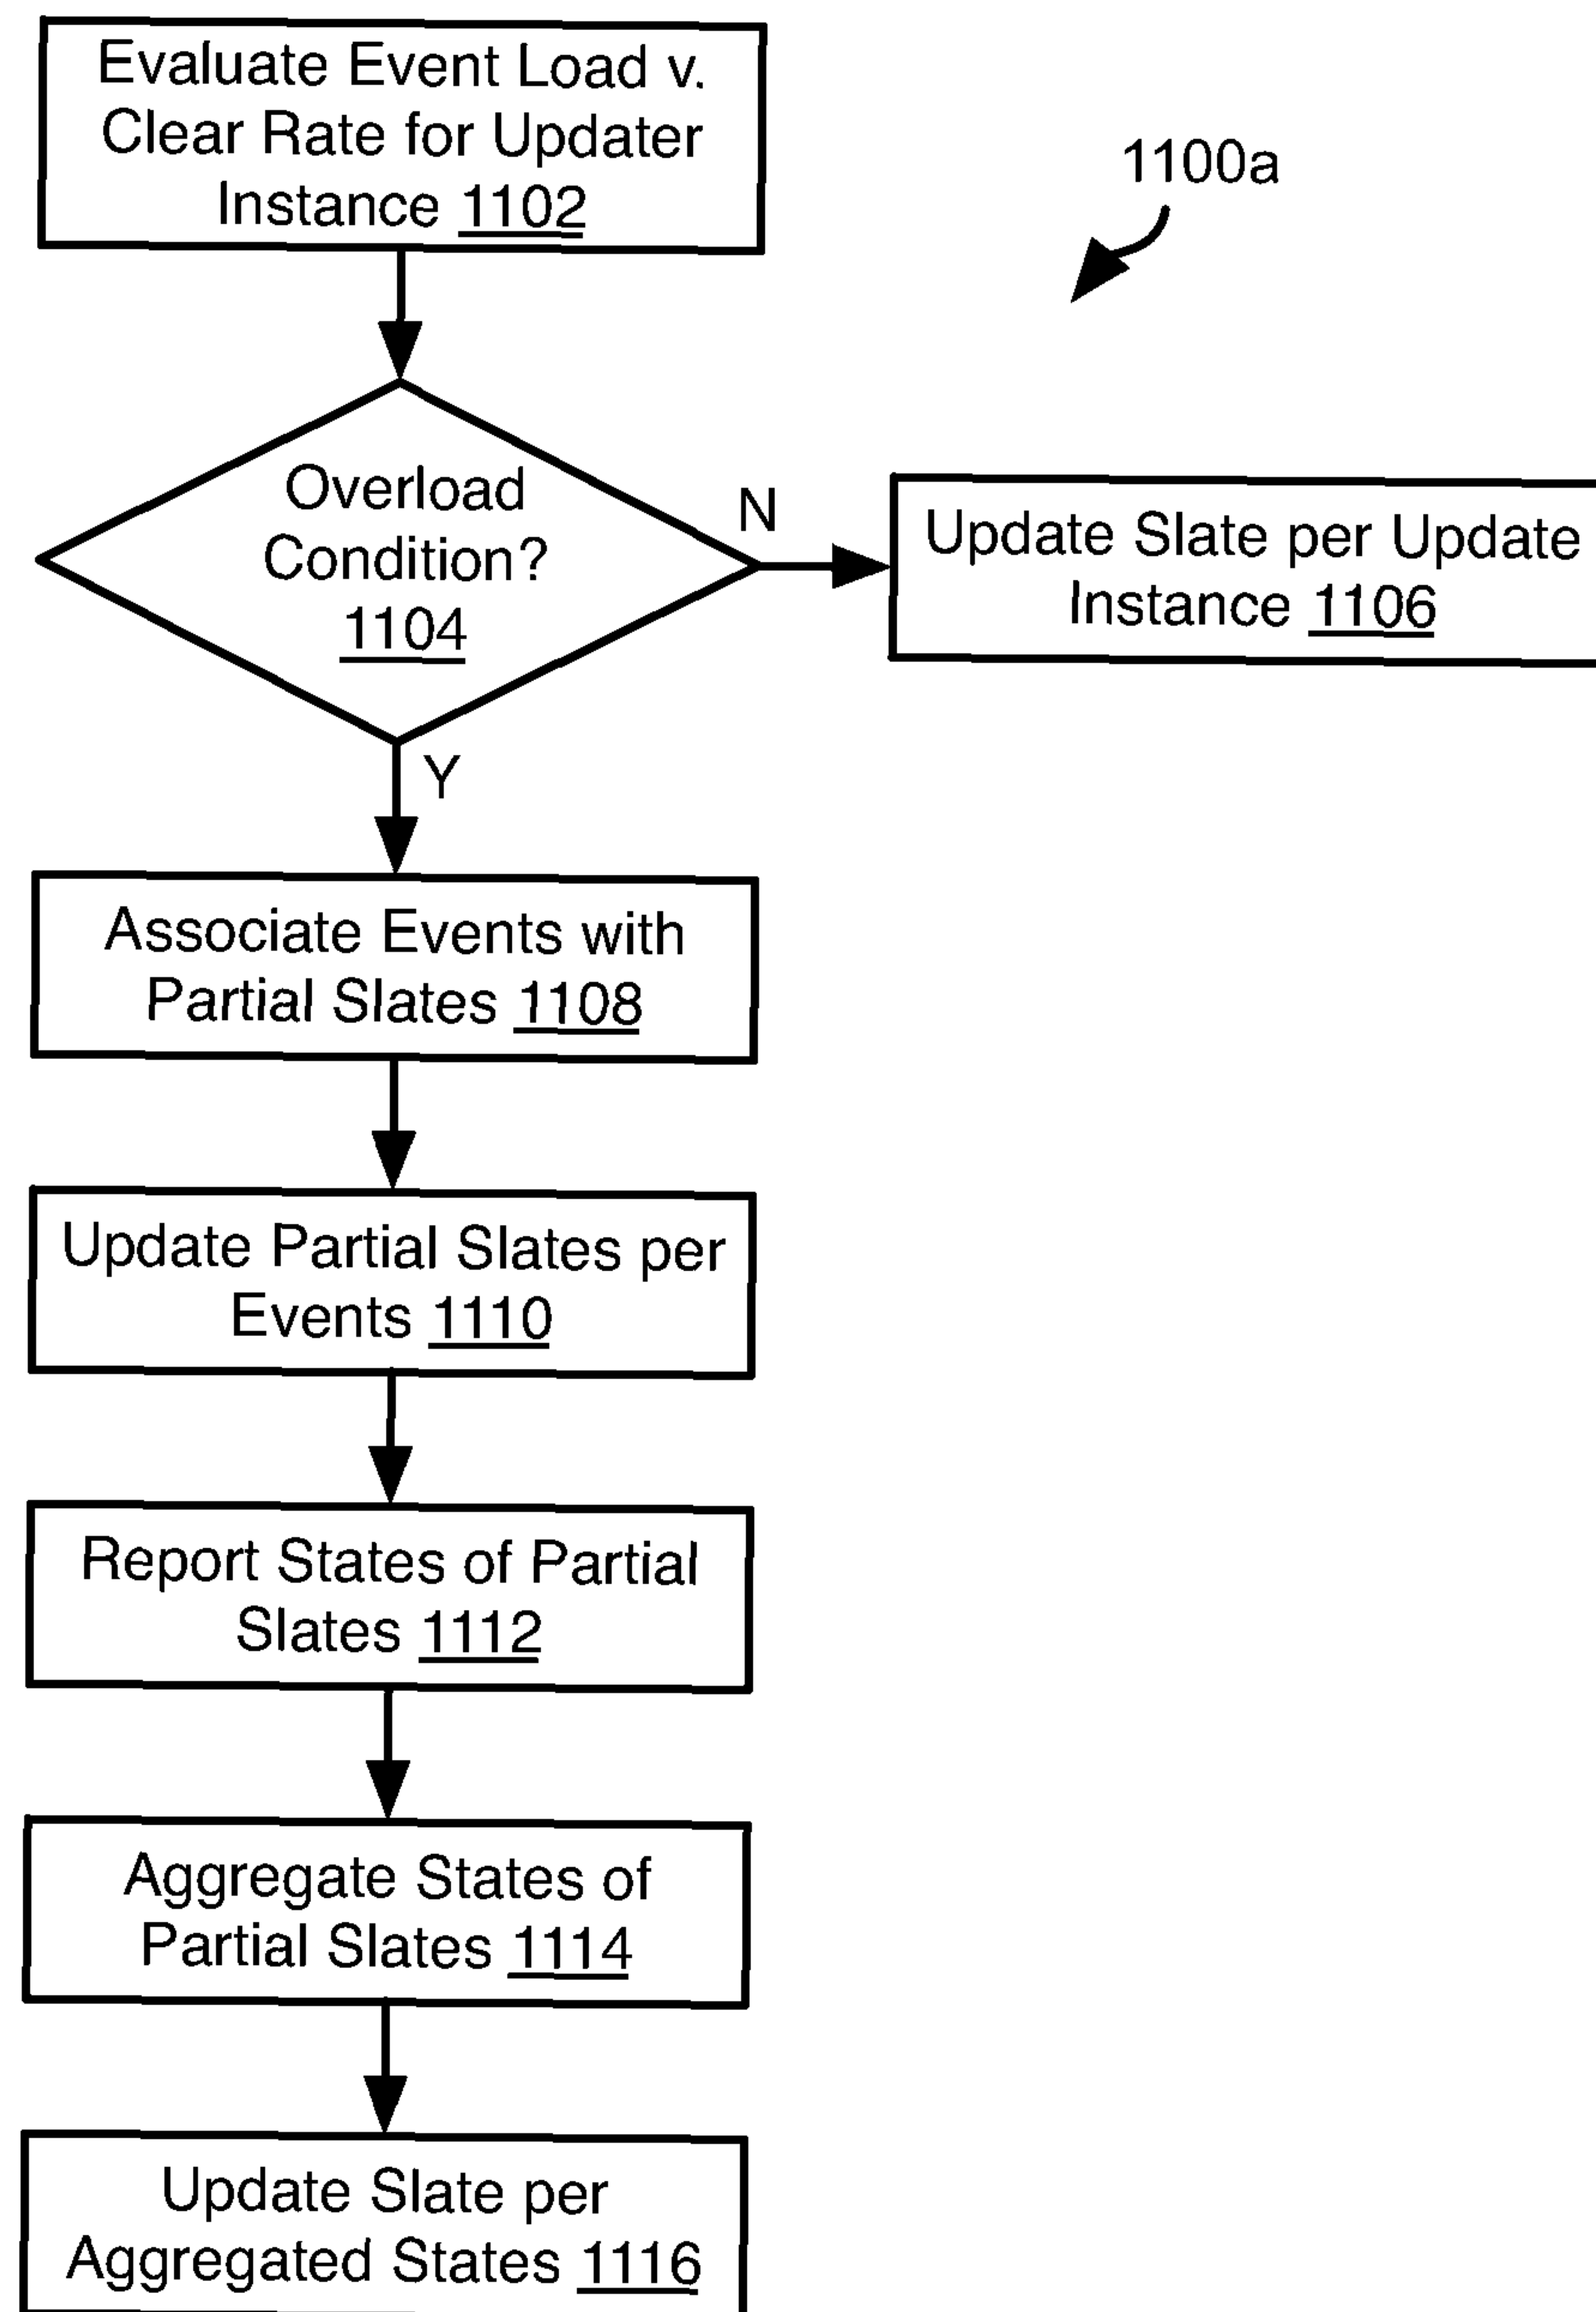 Evaluate Event Load v.
Clear Rate for Updater
Instance 1102
1100a
Overload
Condition?
1104
N
Update Slate per Update
Instance 1106
Y
Associate Events with
Partial Slates 1108
Update Partial Slates per
Events 1110
Report States of Partial
Slates 1112
Aggregate States of
Partial Slates 1114
Update Slate per
Aggregated States 1116